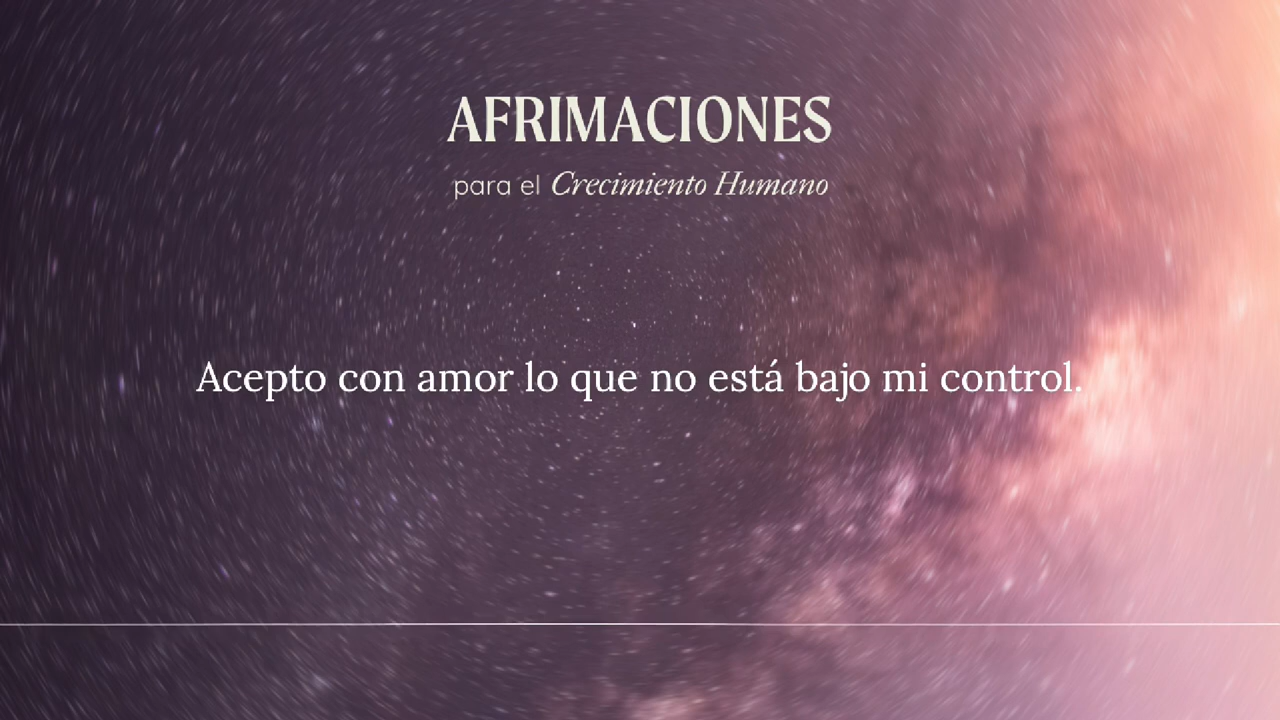 AFRIMACIONES
para el Crecimiento Humano
Acepto con amor lo que no está bajo mi control.